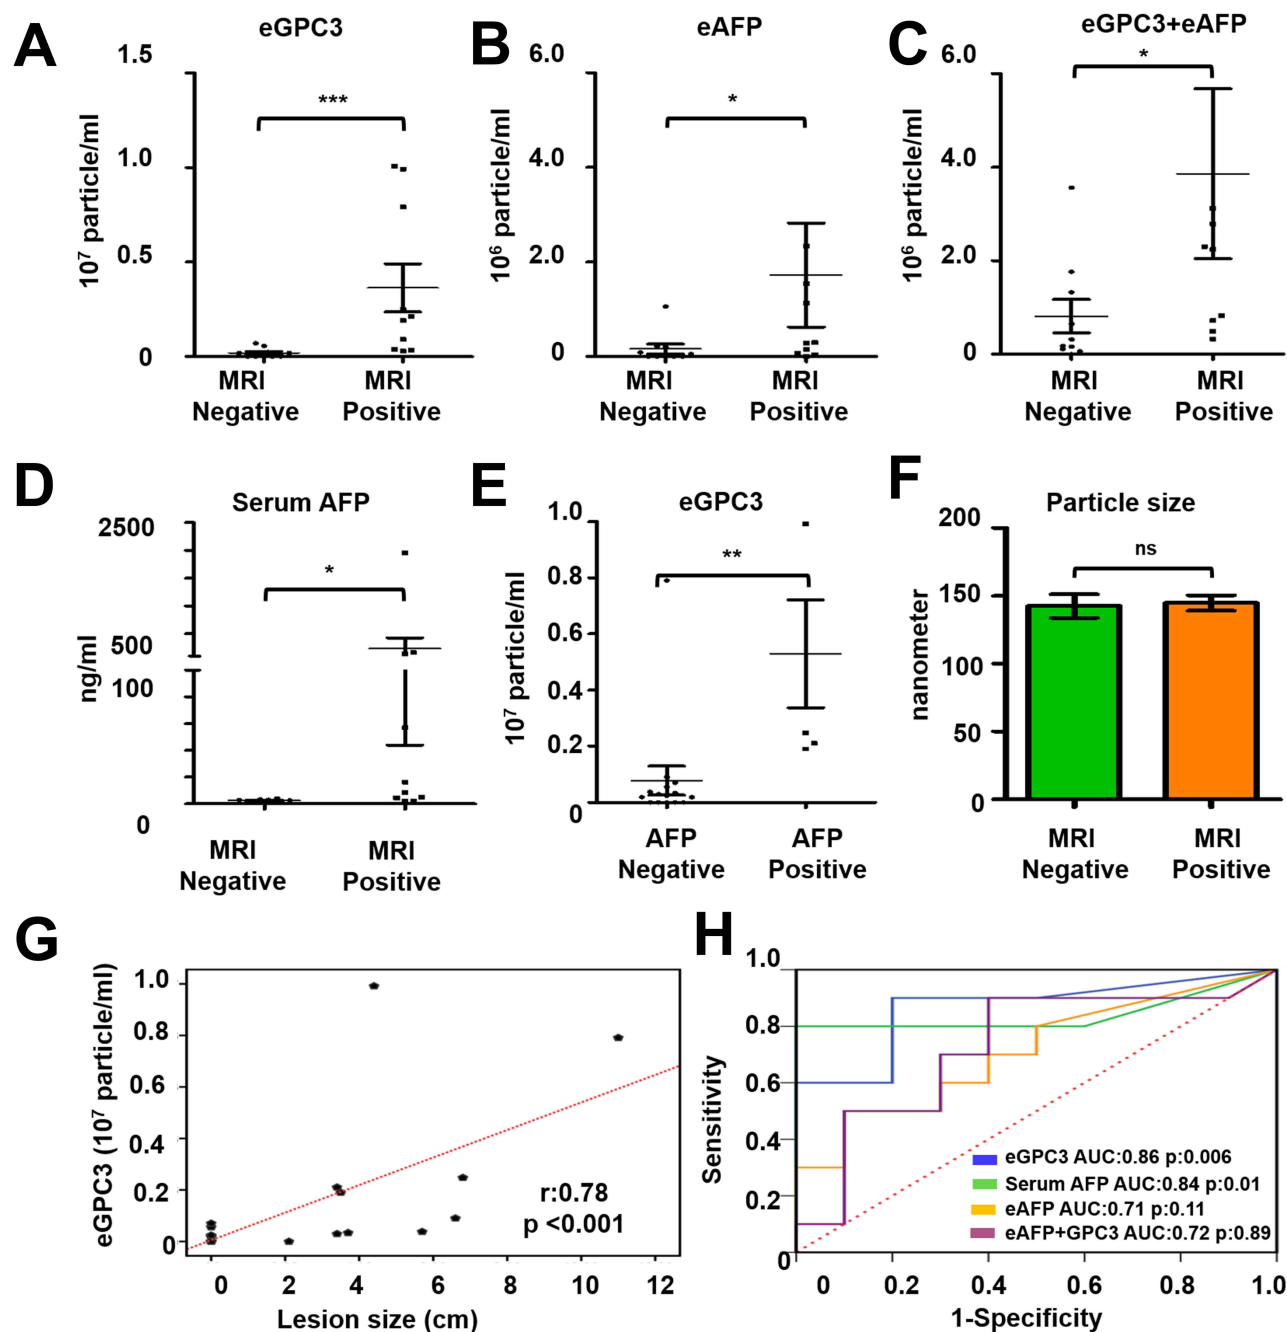 A
eGPC3
1.5
1.0
0.5
0
10⁷ particle/ml
***
MRI Negative
MRI Positive
B
eAFP
6.0
4.0
2.0
0
10⁶ particle/ml
*
MRI Negative
MRI Positive
C
eGPC3+eAFP
6.0
4.0
2.0
0
10⁶ particle/ml
*
MRI Negative
MRI Positive
D
Serum AFP
2500
500
100
0
ng/ml
*
MRI Negative
MRI Positive
E
eGPC3
1.0
0.8
0.6
0.4
0.2
0
10⁷ particle/ml
**
AFP Negative
AFP Positive
F
Particle size
200
150
100
50
0
nanometer
ns
MRI Negative
MRI Positive
G
eGPC3 (10⁷ particle/ml)
1.0
0.8
0.6
0.4
0.2
0
r:0.78
p <0.001
0 2 4 6 8 10 12
Lesion size (cm)
H
Sensitivity
1.0
0.8
0.6
0.4
0.2
0
eGPC3 AUC:0.86 p:0.006
Serum AFP AUC:0.84 p:0.01
eAFP AUC:0.71 p:0.11
eAFP+GPC3 AUC:0.72 p:0.89
0 0.2 0.4 0.6 0.8 1.0
1-Specificity